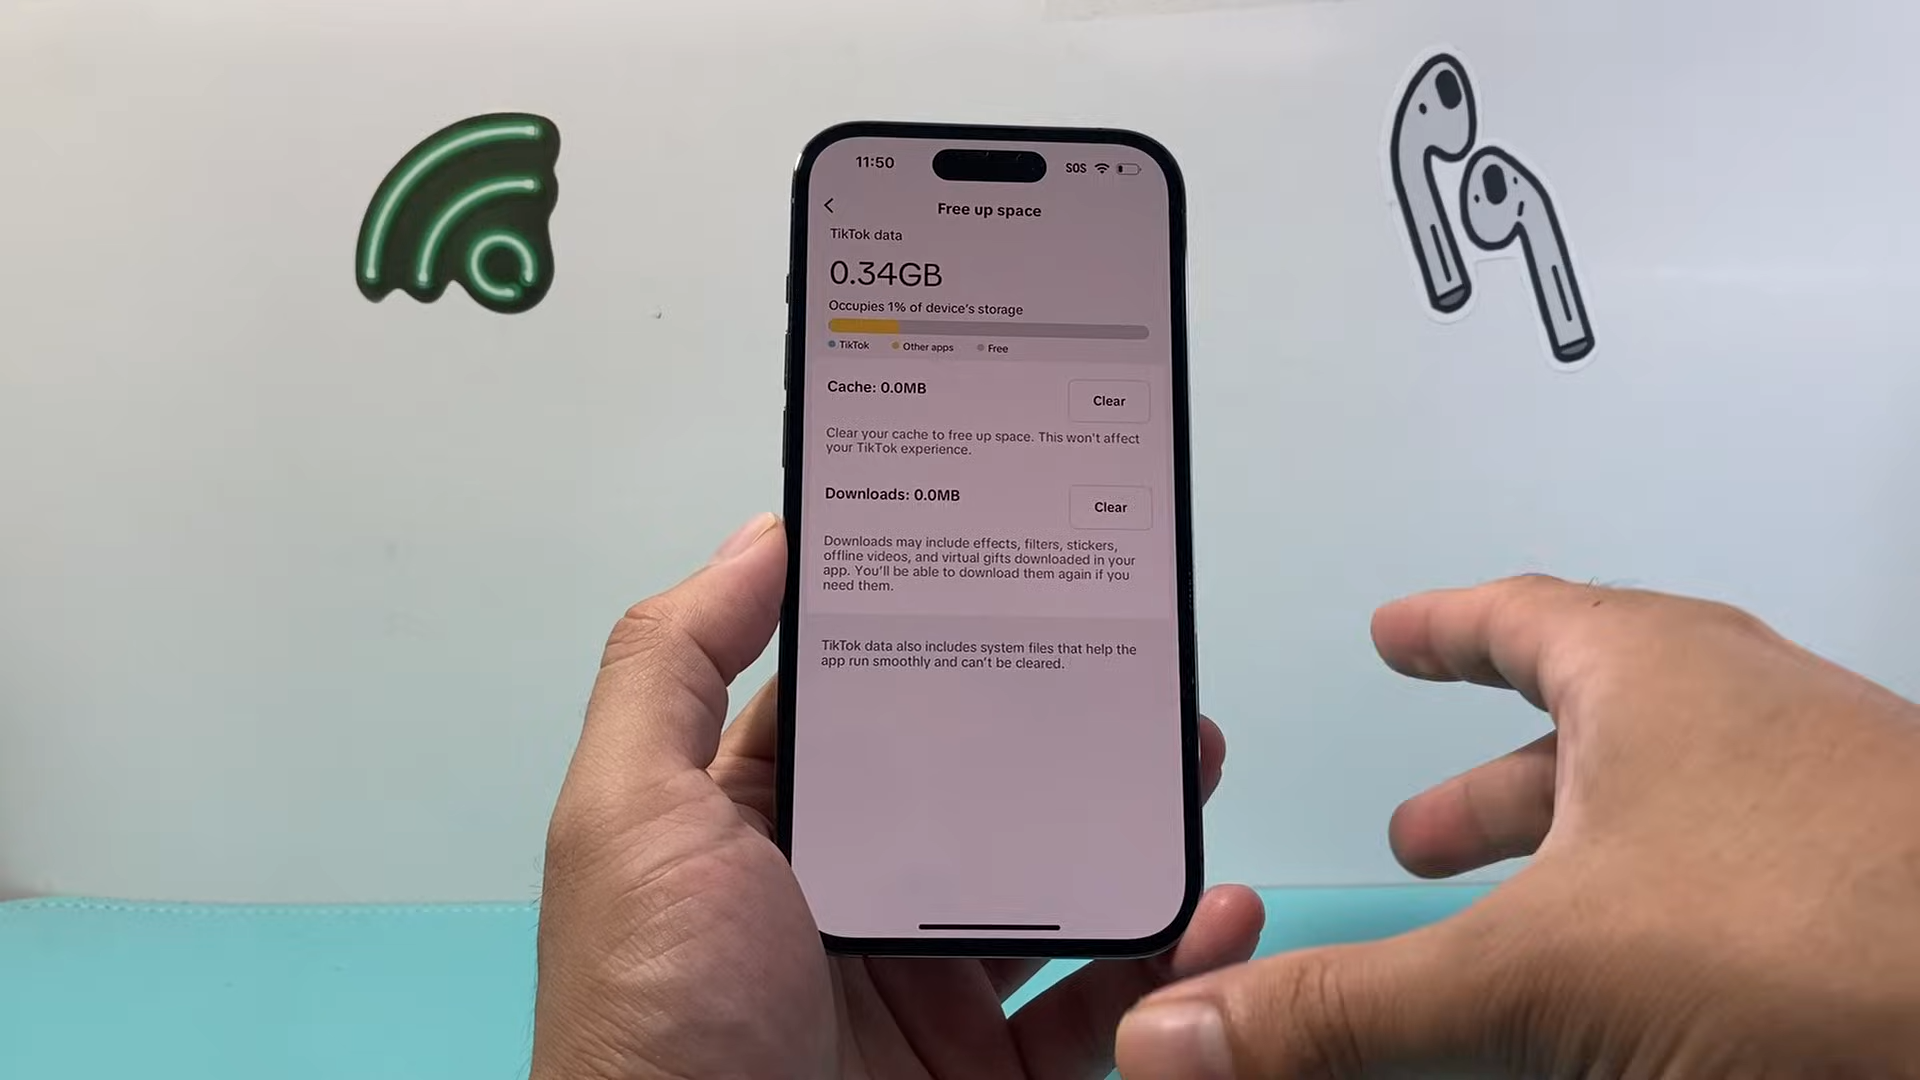 11:50
SOS
Free up space
TikTok data
0.34GB
Occupies 1% of device's storage
TikTok Other apps Free
Cache: 0.0MB
Clear
Clear your cache to free up space. This won't affect
your TikTok experience.
Downloads: 0.0MB
Clear
Downloads may include effects, filters, stickers,
offline videos, and virtual gifts downloaded in your
app. You'll be able to download them again if you
need them.
TikTok data also includes system files that help the
app run smoothly and can't be cleared.